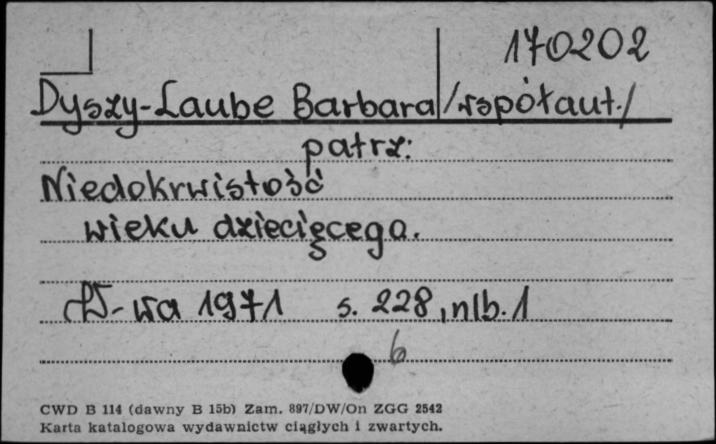 170202
Dyszy-Laube Barbara /współaut./
patrz:
Niedokrwistość
wieku dziecięcego.
W-wa 1971 s. 228, nlb. 1
6
CWD B 114 (dawny B 15b) Zam. 897/DW/On ZGG 2542
Karta katalogowa wydawnictw ciągłych i zwartych.